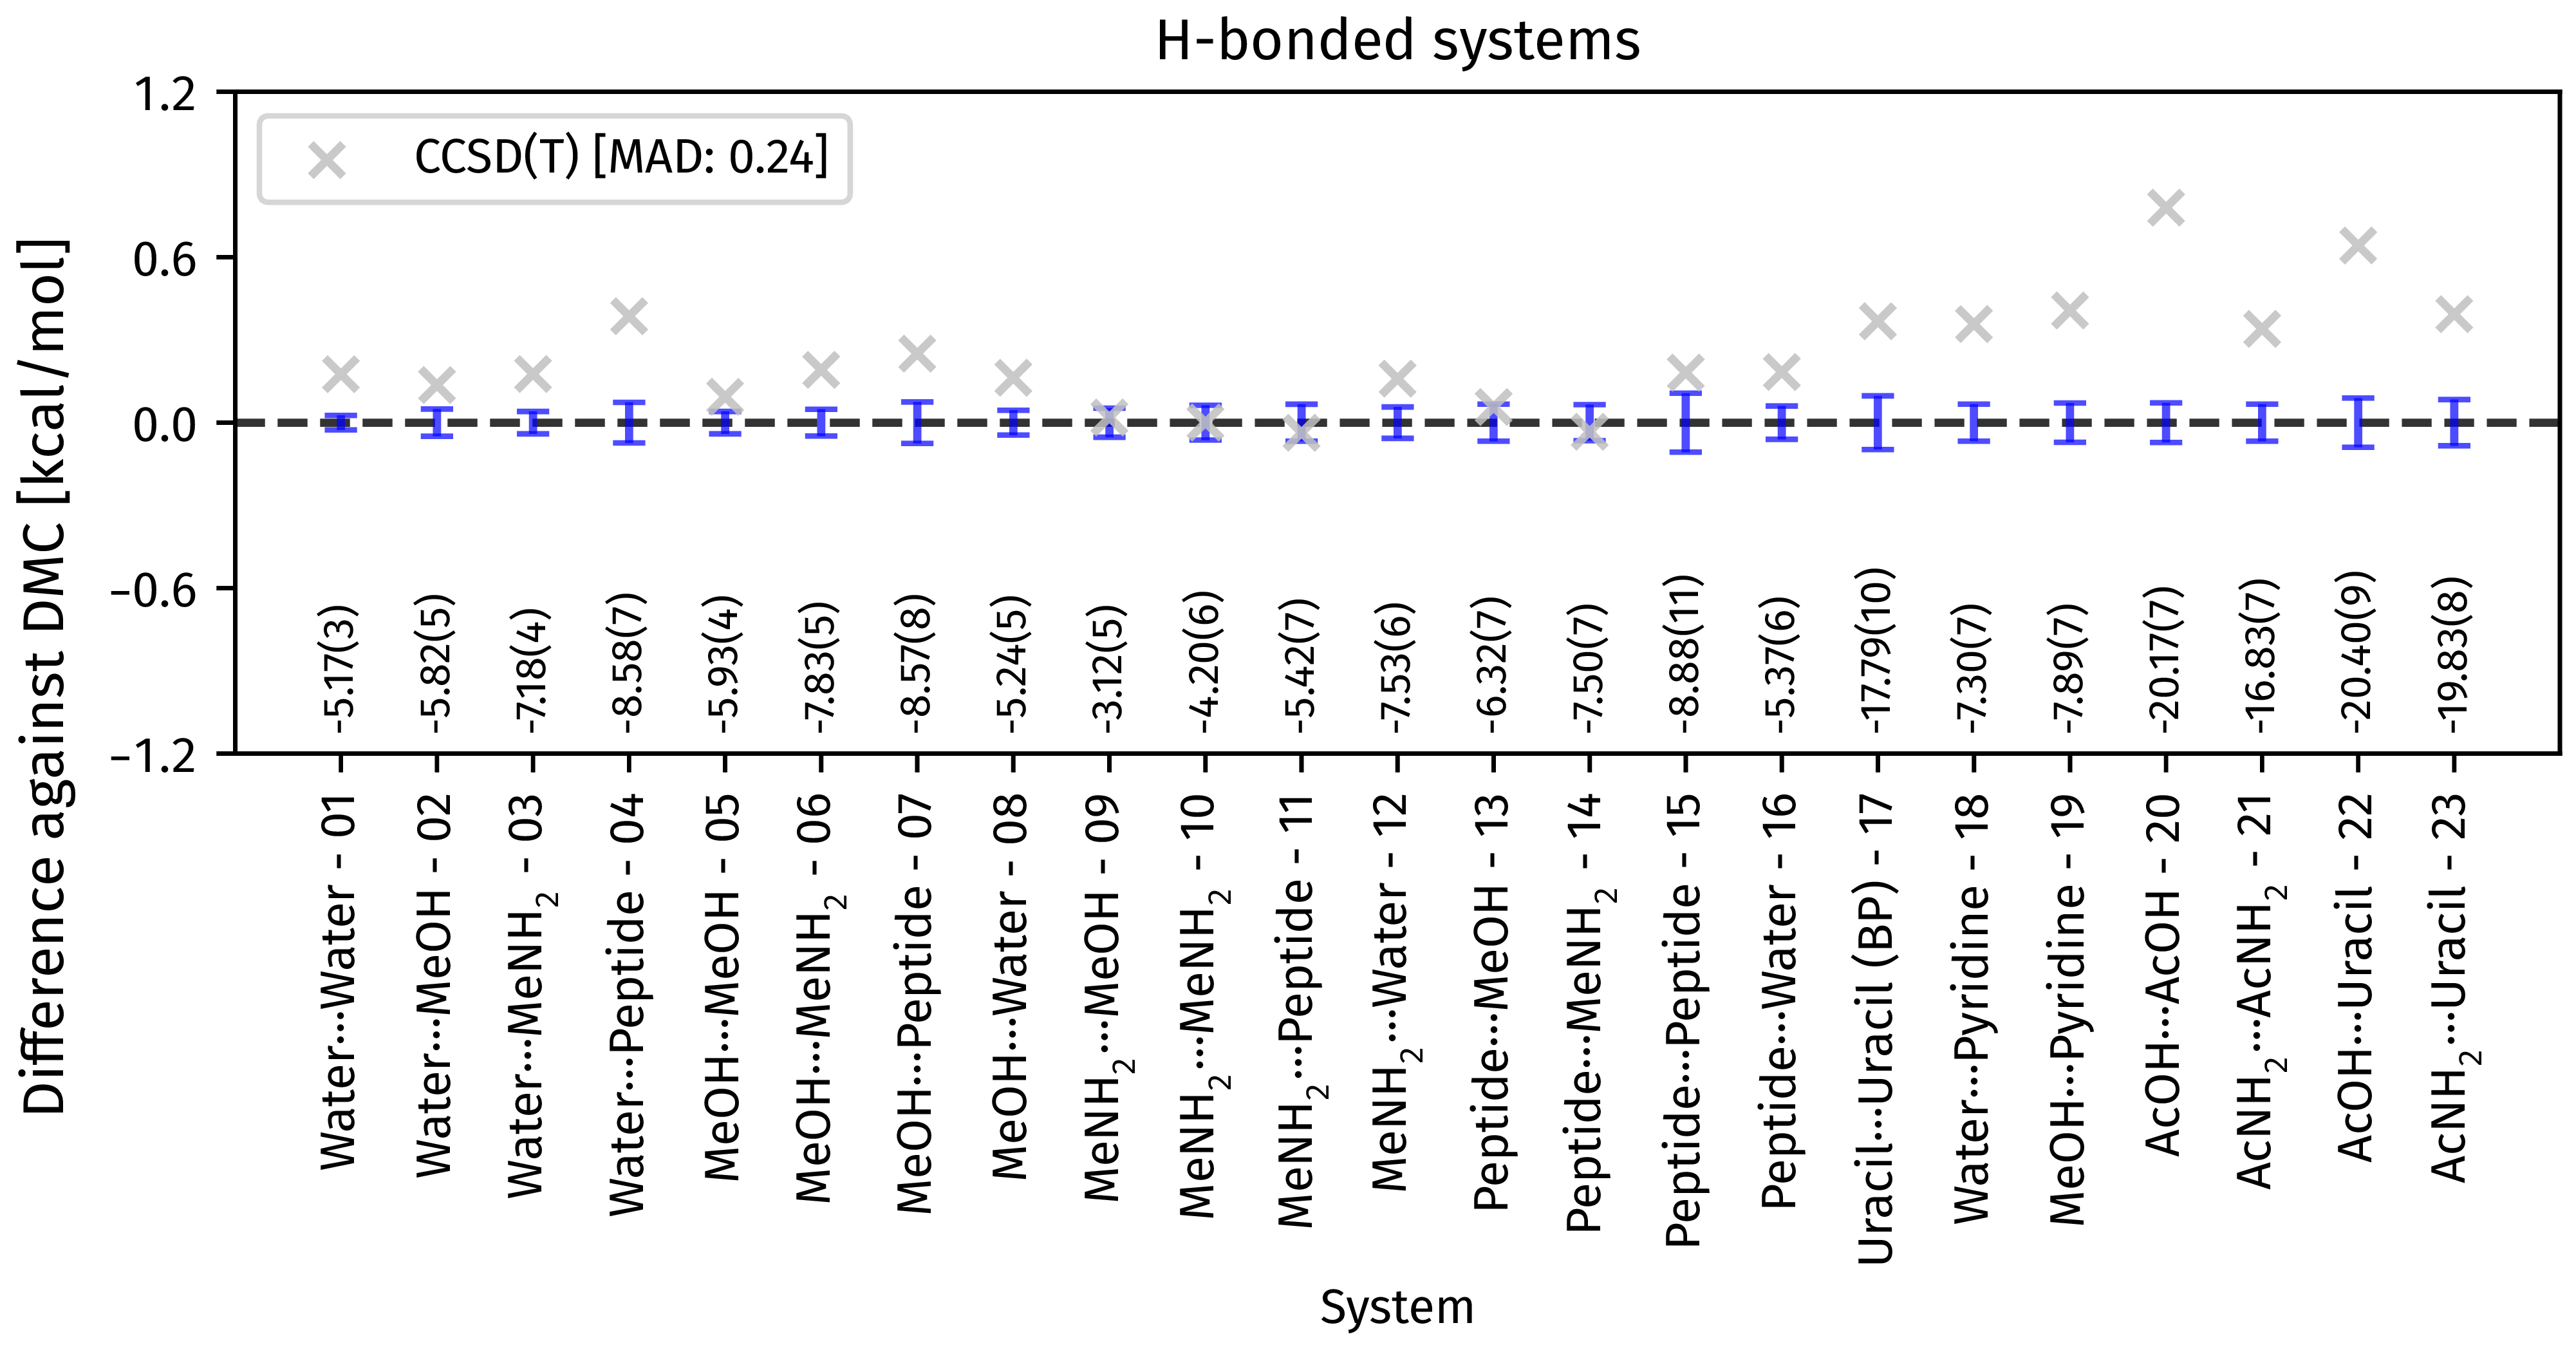 H-bonded systems
Difference against DMC [kcal/mol]
1.2
0.6
0.0
−0.6
−1.2
CCSD(T) [MAD: 0.24]
-5.17(3)
-5.82(5)
-7.18(4)
-8.58(7)
-5.93(4)
-7.83(5)
-8.57(8)
-5.24(5)
-3.12(5)
-4.20(6)
-5.42(7)
-7.53(6)
-6.32(7)
-7.50(7)
-8.88(11)
-5.37(6)
-17.79(10)
-7.30(7)
-7.89(7)
-20.17(7)
-16.83(7)
-20.40(9)
-19.83(8)
Water···Water - 01
Water···MeOH - 02
Water···MeNH₂ - 03
Water···Peptide - 04
MeOH···MeOH - 05
MeOH···MeNH₂ - 06
MeOH···Peptide - 07
MeOH···Water - 08
MeNH₂···MeOH - 09
MeNH₂···MeNH₂ - 10
MeNH₂···Peptide - 11
MeNH₂···Water - 12
Peptide···MeOH - 13
Peptide···MeNH₂ - 14
Peptide···Peptide - 15
Peptide···Water - 16
Uracil···Uracil (BP) - 17
Water···Pyridine - 18
MeOH···Pyridine - 19
AcOH···AcOH - 20
AcNH₂···AcNH₂ - 21
AcOH···Uracil - 22
AcNH₂···Uracil - 23
System